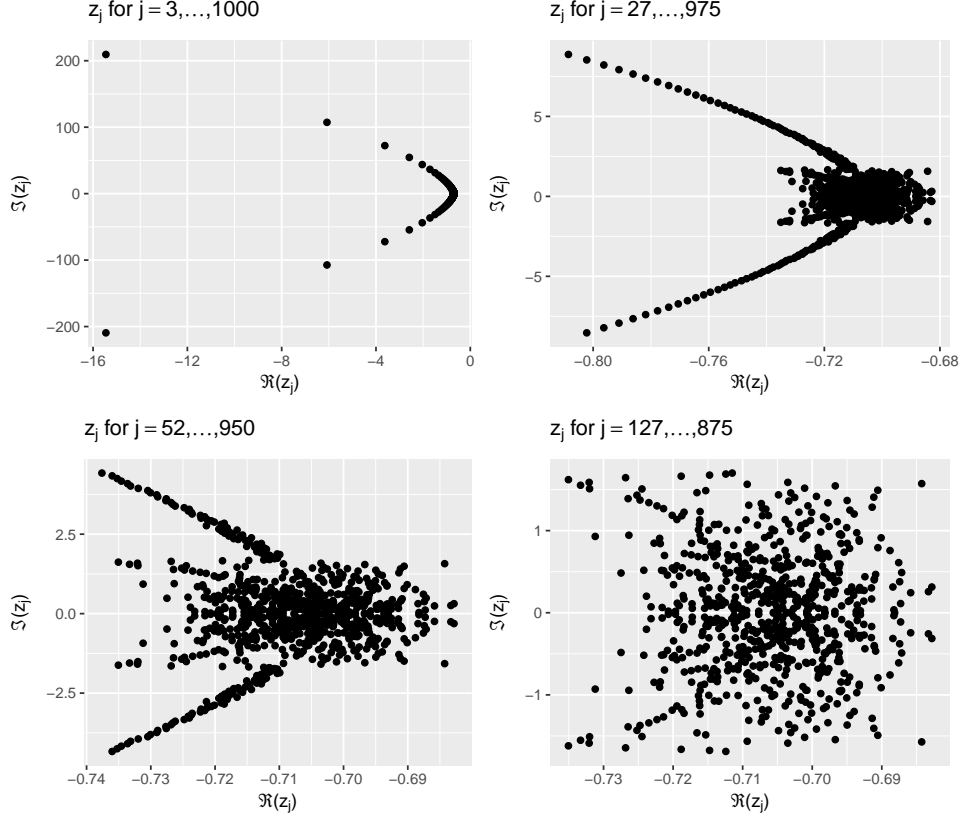 z_j for j = 3,…,1000
z_j for j = 27,…,975
200
100
0
−100
−200
ℑ(z_j)
−16
−12
−8
−4
0
ℜ(z_j)
5
0
−5
ℑ(z_j)
−0.80
−0.76
−0.72
−0.68
ℜ(z_j)
z_j for j = 52,…,950
z_j for j = 127,…,875
2.5
0.0
−2.5
ℑ(z_j)
−0.74
−0.73
−0.72
−0.71
−0.70
−0.69
ℜ(z_j)
1
0
−1
ℑ(z_j)
−0.73
−0.72
−0.71
−0.70
−0.69
ℜ(z_j)